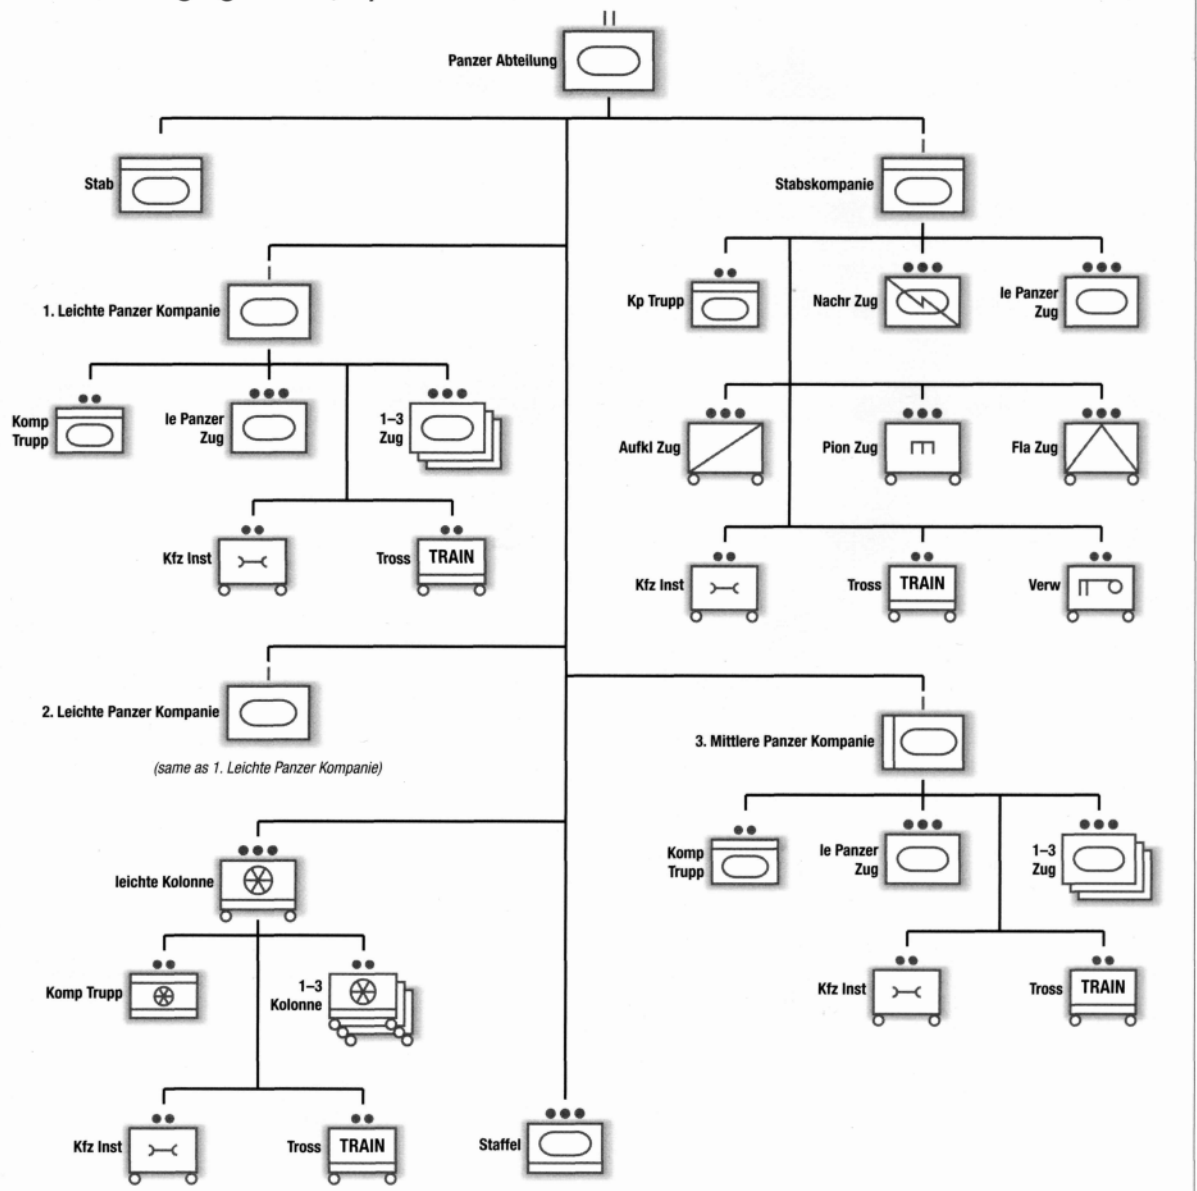 Panzer Abteilung
Stab
Stabskompanie
Kp Trupp
Nachr Zug
le Panzer
Zug
1. Leichte Panzer Kompanie
Komp
Trupp
le Panzer
Zug
1–3
Zug
Aufkl Zug
Pion Zug
Fla Zug
Kfz Inst
Tross
TRAIN
Kfz Inst
Tross
TRAIN
Verw
2. Leichte Panzer Kompanie
(same as 1. Leichte Panzer Kompanie)
3. Mittlere Panzer Kompanie
Komp
Trupp
le Panzer
Zug
1–3
Zug
leichte Kolonne
Komp Trupp
1–3
Kolonne
Kfz Inst
Tross
TRAIN
Kfz Inst
Tross
TRAIN
Staffel